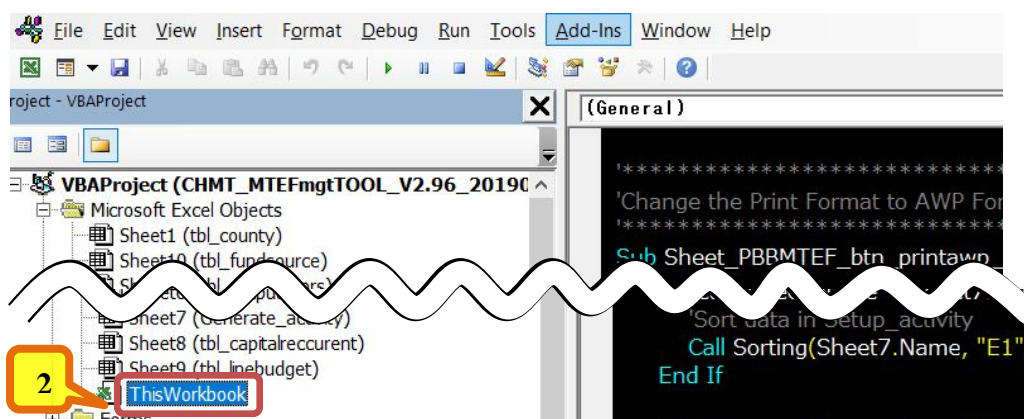 File Edit View Insert Format Debug Run Tools Add-Ins Window Help
roject - VBAProject
(General)
VBAProject (CHMT_MTEFmgtTOOL_V2.96_2019
Microsoft Excel Objects
Sheet1 (tbl_county)
Sheet10 (tbl_fundsource)
Sheet7 (Generate_activity)
Sheet8 (tbl_capitalreccurent)
Sheet9 (tbl_linebudget)
2
ThisWorkbook
Forms
'****************************
'Change the Print Format to AWP For
'****************************
Sub Sheet_PBBMTEF_btn_printawp_
'Sort data in Setup_activity
Call Sorting(Sheet7.Name, "E1"
End If